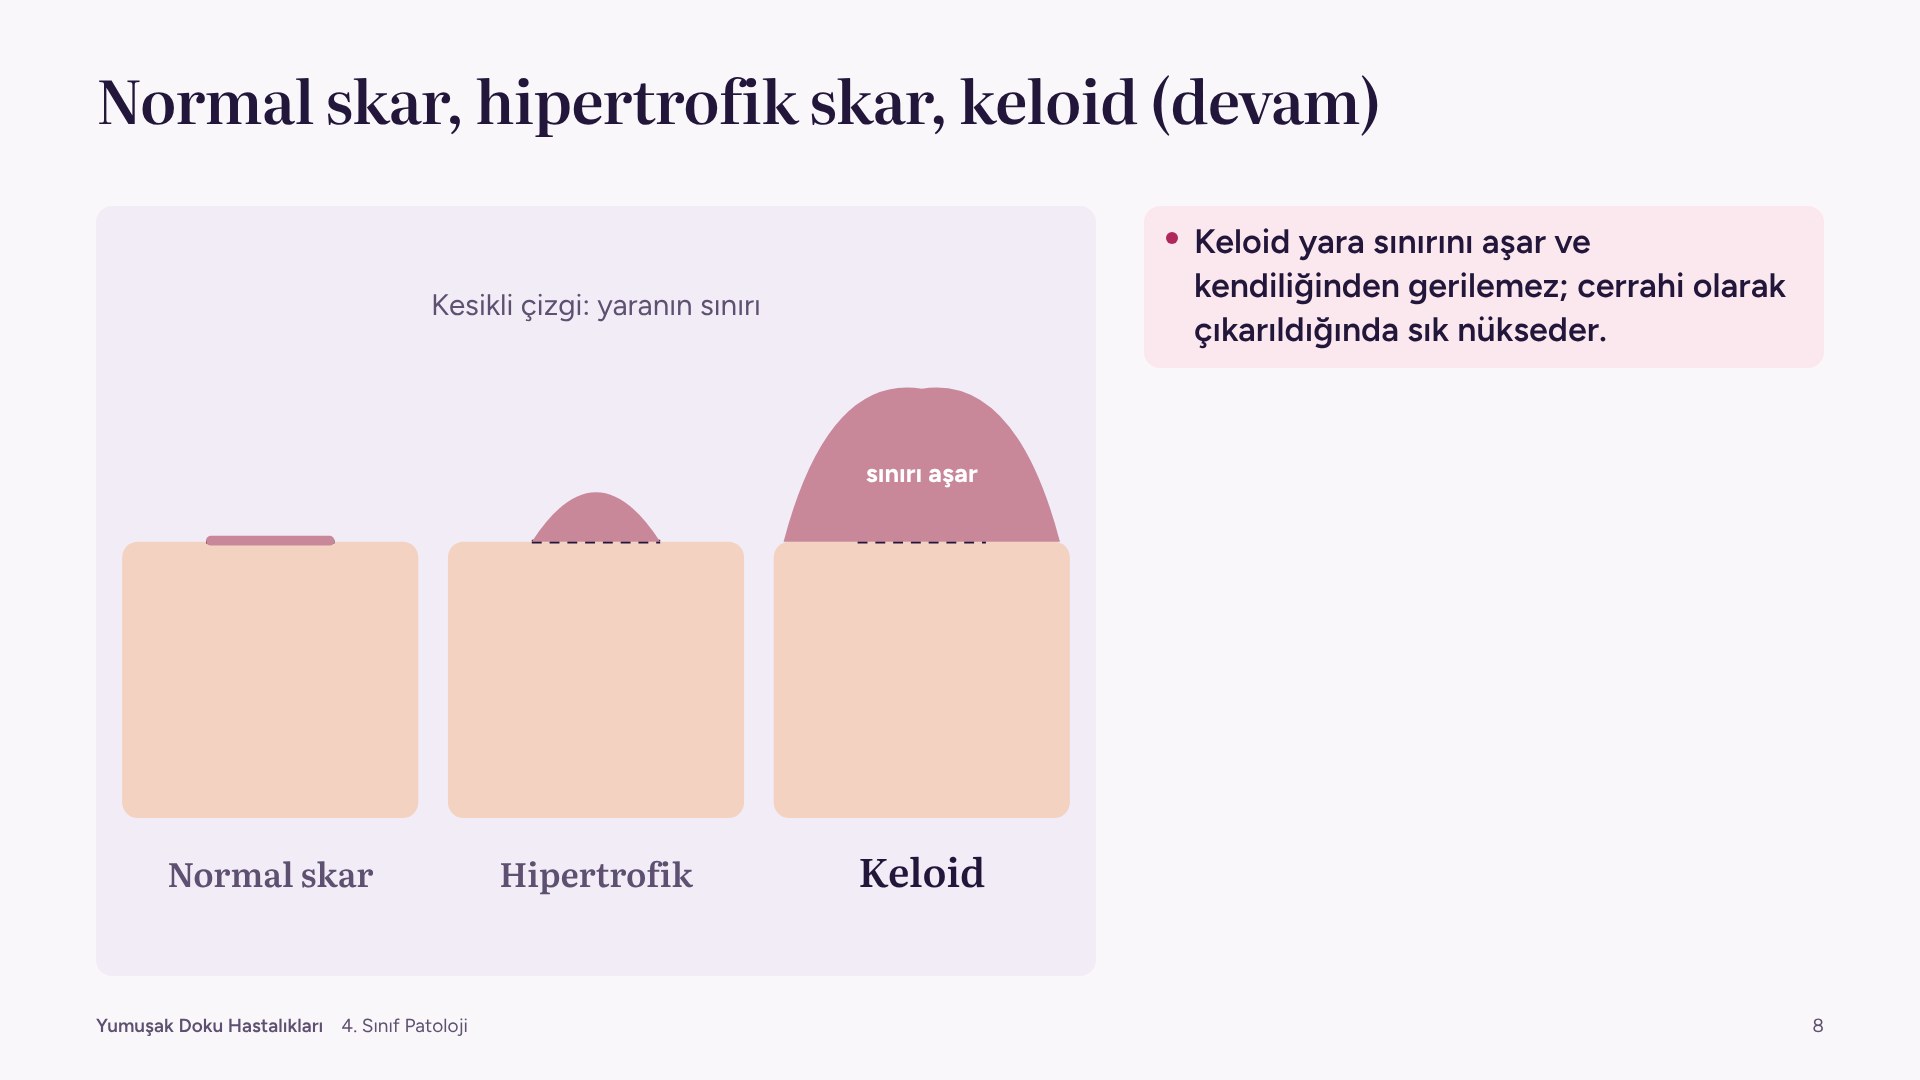 Normal skar, hipertrofik skar, keloid (devam)
Kesikli çizgi: yaranın sınırı
sınırı aşar
Normal skar
Hipertrofik
Keloid
Keloid yara sınırını aşar ve
kendiliğinden gerilemez; cerrahi olarak
çıkarıldığında sık nükseder.
Yumuşak Doku Hastalıkları 4. Sınıf Patoloji
8